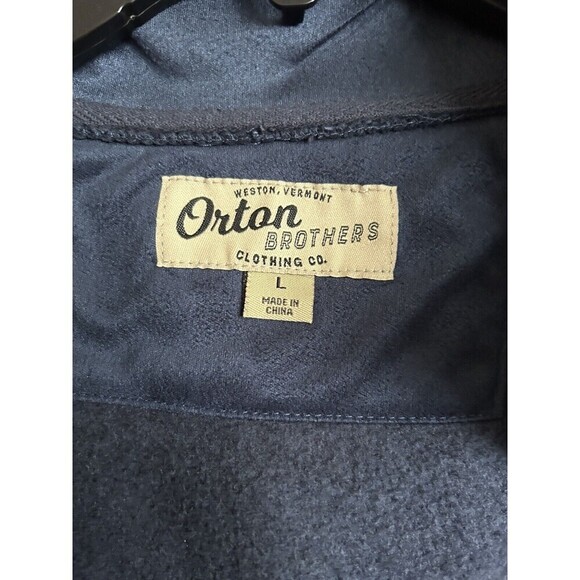 WESTON, VERMONT
Orton
BROTHERS
CLOTHING CO.
L
MADE IN
CHINA